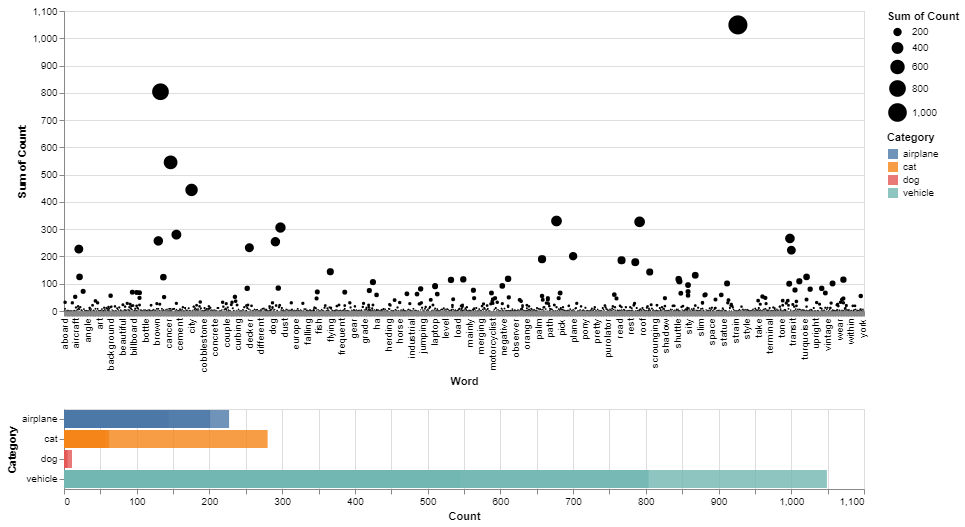 1,100
1,000
900
800
700
600
500
400
300
200
100
0
Sum of Count
aboard
aircraft
angle
art
background
beautiful
billboard
bottle
brown
cancer
cement
city
cobblestone
concrete
couple
curbing
decker
different
dog
dust
europe
falling
fish
flying
frequent
gear
grade
ha
herding
horse
industrial
jumping
laptop
level
load
mainly
merging
motorcyclist
negative
observer
orange
palm
path
pick
plane
pony
pretty
purolator
read
rest
root
scrounging
shadow
shuttle
sity
slim
space
statue
strain
style
take
terminal
tone
transit
turquoise
upright
vintage
wear
within
york
Word
Sum of Count
200
400
600
800
1,000
Category
airplane
cat
dog
vehicle
Category
airplane
cat
dog
vehicle
0 100 200 300 400 500 600 700 800 900 1,000 1,100
Count